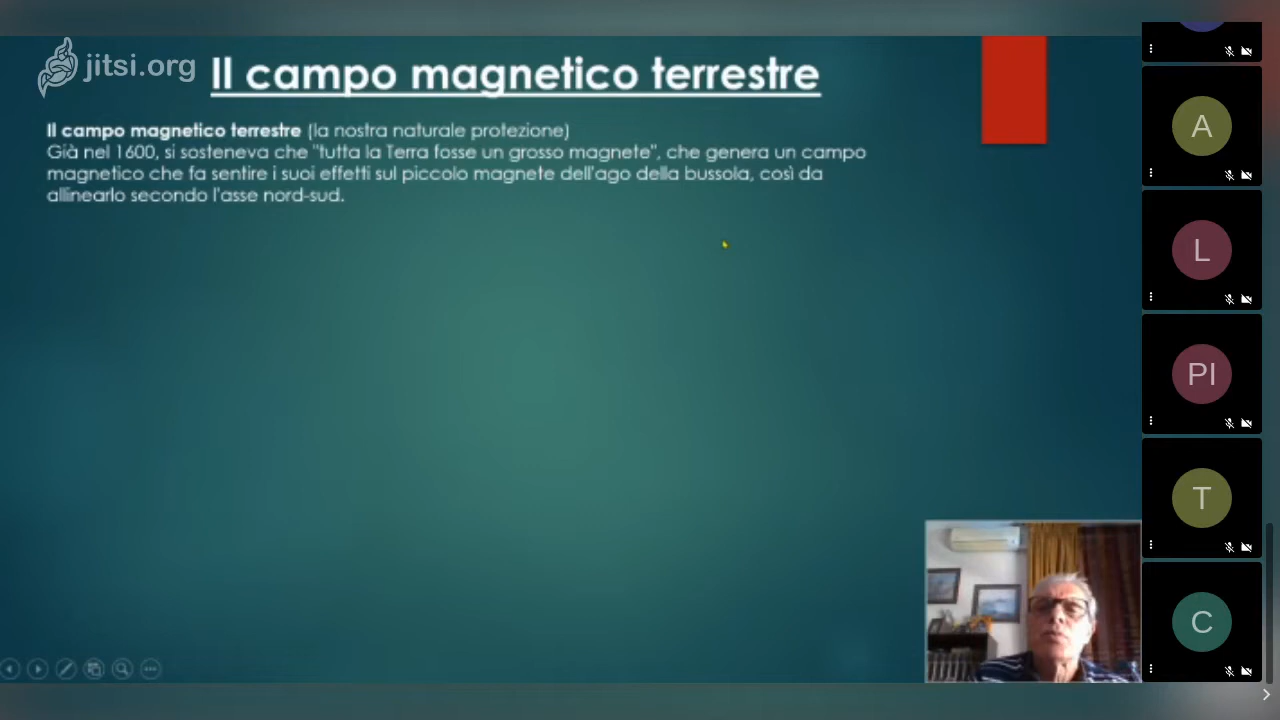 jitsi.org
Il campo magnetico terrestre
Il campo magnetico terrestre (la nostra naturale protezione)
Già nel 1600, si sosteneva che "tutta la Terra fosse un grosso magnete", che genera un campo
magnetico che fa sentire i suoi effetti sul piccolo magnete dell'ago della bussola, così da
allinearlo secondo l'asse nord-sud.
A
L
PI
T
C